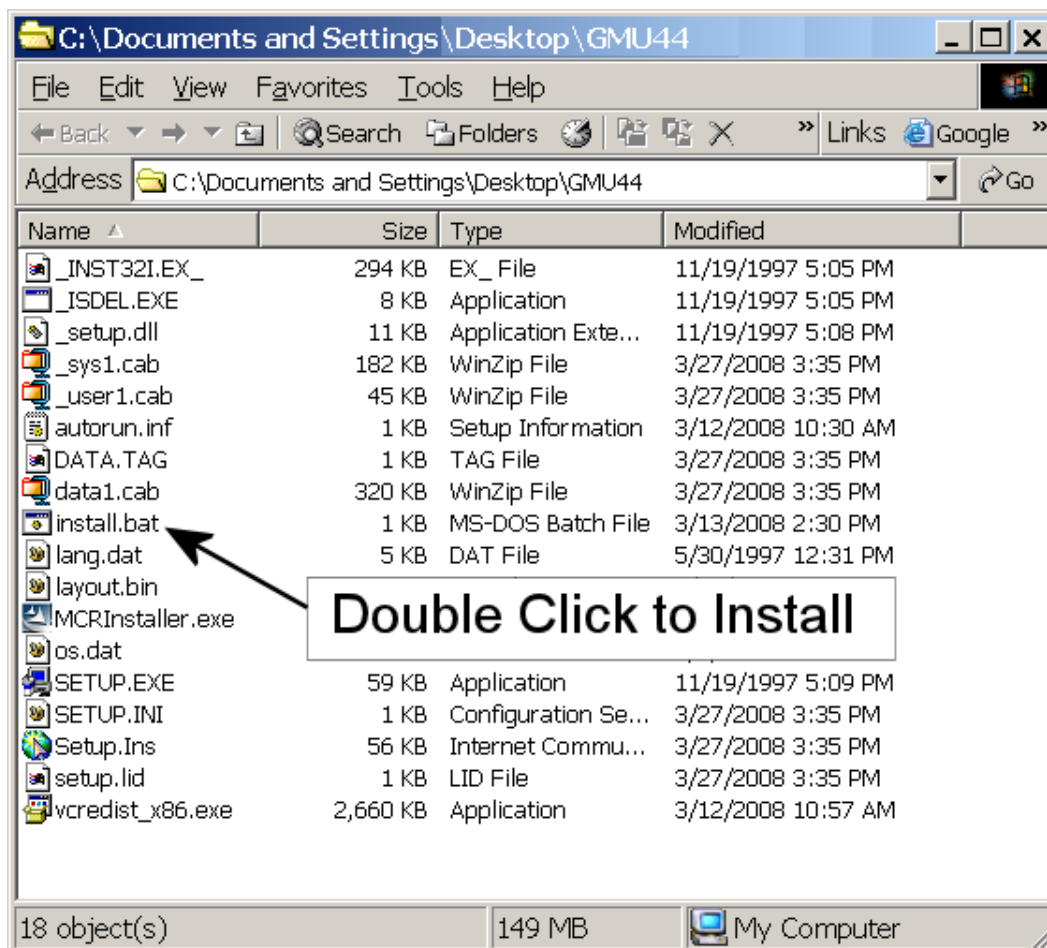 C:\Documents and Settings\Desktop\GMU44
File Edit View Favorites Tools Help
Back Search Folders » Links Google »
Address C:\Documents and Settings\Desktop\GMU44 Go
Name Size Type Modified
_INST32I.EX_ 294 KB EX_ File 11/19/1997 5:05 PM
_ISDEL.EXE 8 KB Application 11/19/1997 5:05 PM
_setup.dll 11 KB Application Exte... 11/19/1997 5:08 PM
_sys1.cab 182 KB WinZip File 3/27/2008 3:35 PM
_user1.cab 45 KB WinZip File 3/27/2008 3:35 PM
autorun.inf 1 KB Setup Information 3/12/2008 10:30 AM
DATA.TAG 1 KB TAG File 3/27/2008 3:35 PM
data1.cab 320 KB WinZip File 3/27/2008 3:35 PM
install.bat 1 KB MS-DOS Batch File 3/13/2008 2:30 PM
lang.dat 5 KB DAT File 5/30/1997 12:31 PM
layout.bin
MCRInstaller.exe
Double Click to Install
os.dat
SETUP.EXE 59 KB Application 11/19/1997 5:09 PM
SETUP.INI 1 KB Configuration Se... 3/27/2008 3:35 PM
Setup.Ins 56 KB Internet Commu... 3/27/2008 3:35 PM
setup.lid 1 KB LID File 3/27/2008 3:35 PM
vcredist_x86.exe 2,660 KB Application 3/12/2008 10:57 AM
18 object(s) 149 MB My Computer